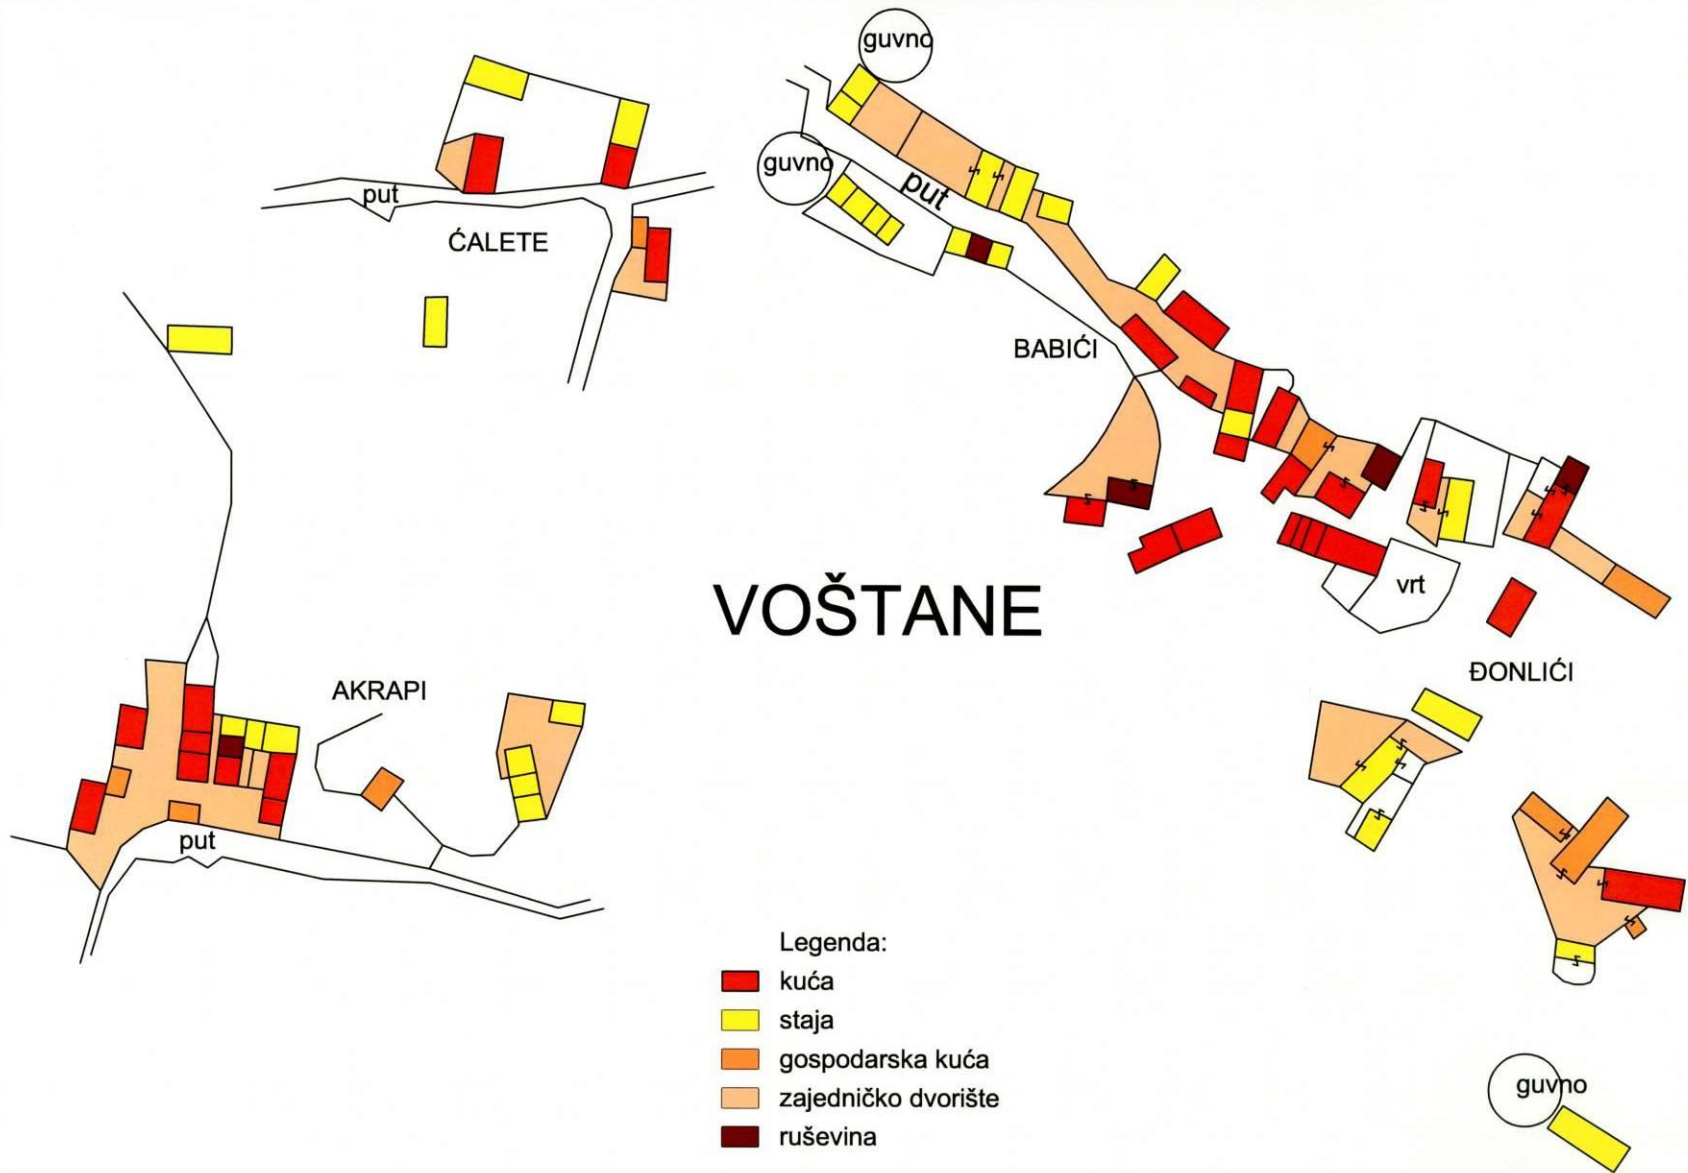 guvno
guvno
put
put
ĆALETE
BABIĆI
VOŠTANE
vrt
ĐONLIĆI
AKRAPI
put
Legenda:
kuća
staja
gospodarska kuća
zajedničko dvorište
ruševina
guvno